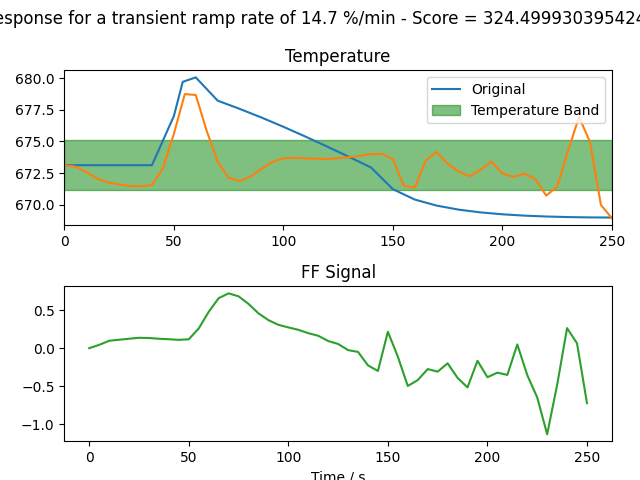 response for a transient ramp rate of 14.7 %/min - Score = 324.499930395424
Temperature
680.0
677.5
675.0
672.5
670.0
Original
Temperature Band
0 50 100 150 200 250
FF Signal
0.5
0.0
−0.5
−1.0
0 50 100 150 200 250
Time / s